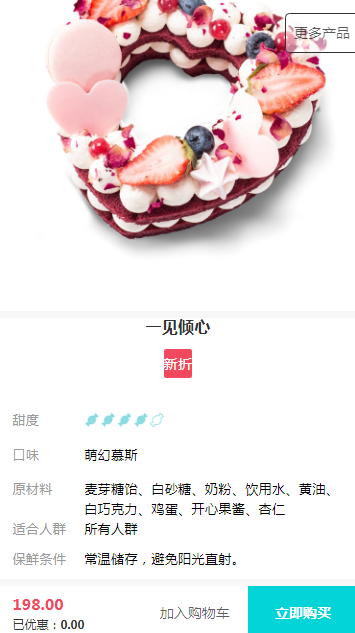 更多产品
一见倾心
新折
甜度
口味 萌幻慕斯
原材料 麦芽糖饴、白砂糖、奶粉、饮用水、黄油、
白巧克力、鸡蛋、开心果酱、杏仁
适合人群 所有人群
保鲜条件 常温储存，避免阳光直射。
198.00
已优惠：0.00
加入购物车
立即购买